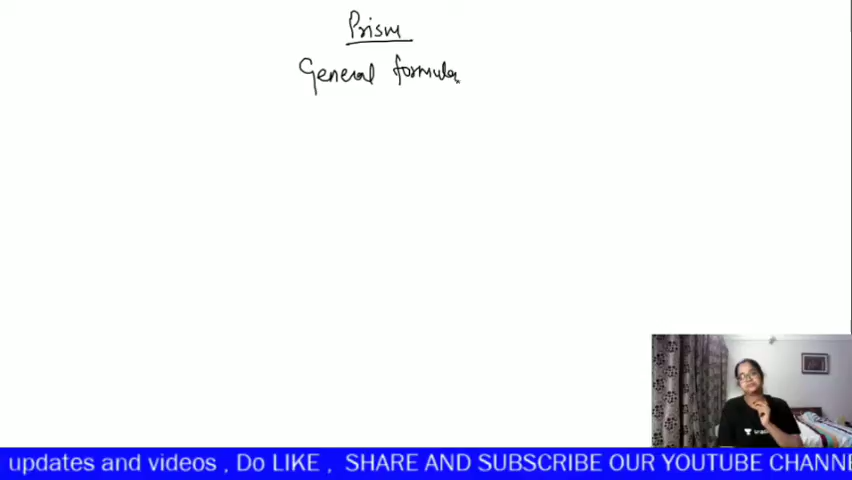 Prism
General formula
updates and videos , Do LIKE , SHARE AND SUBSCRIBE OUR YOUTUBE CHANNE